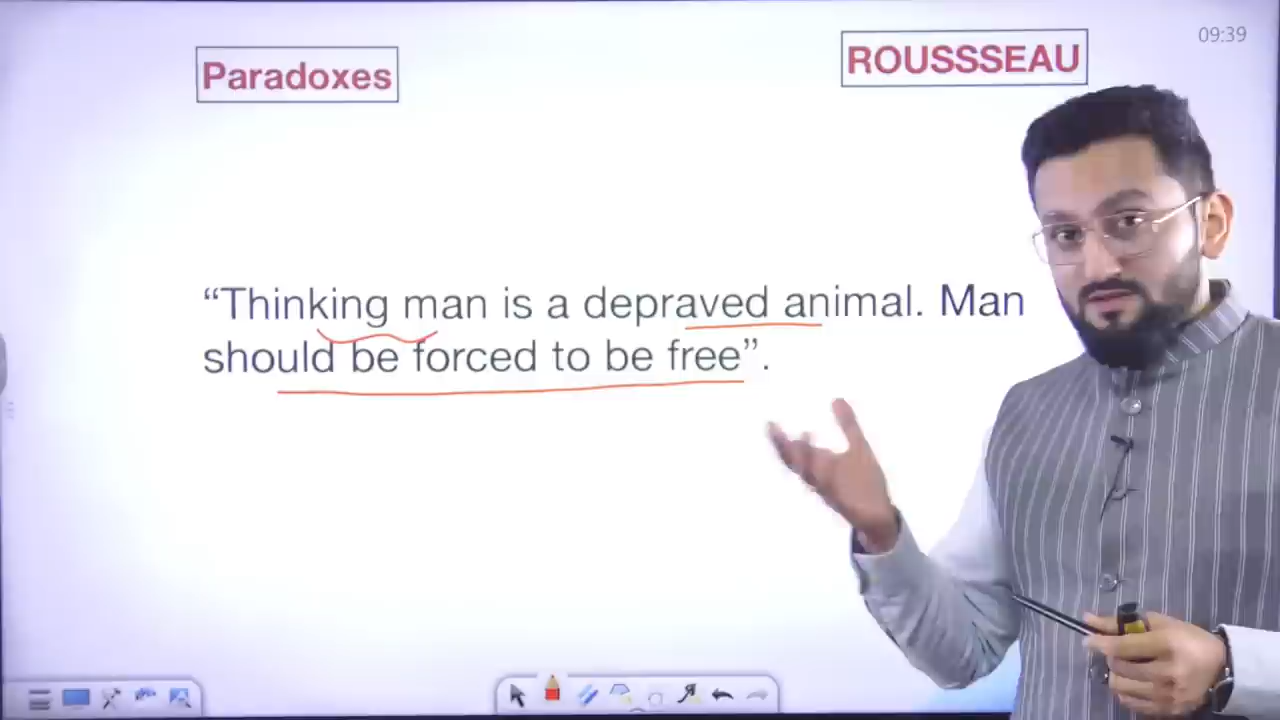 Paradoxes
ROUSSSEAU
09:39
“Thinking man is a depraved animal. Man
should be forced to be free”.